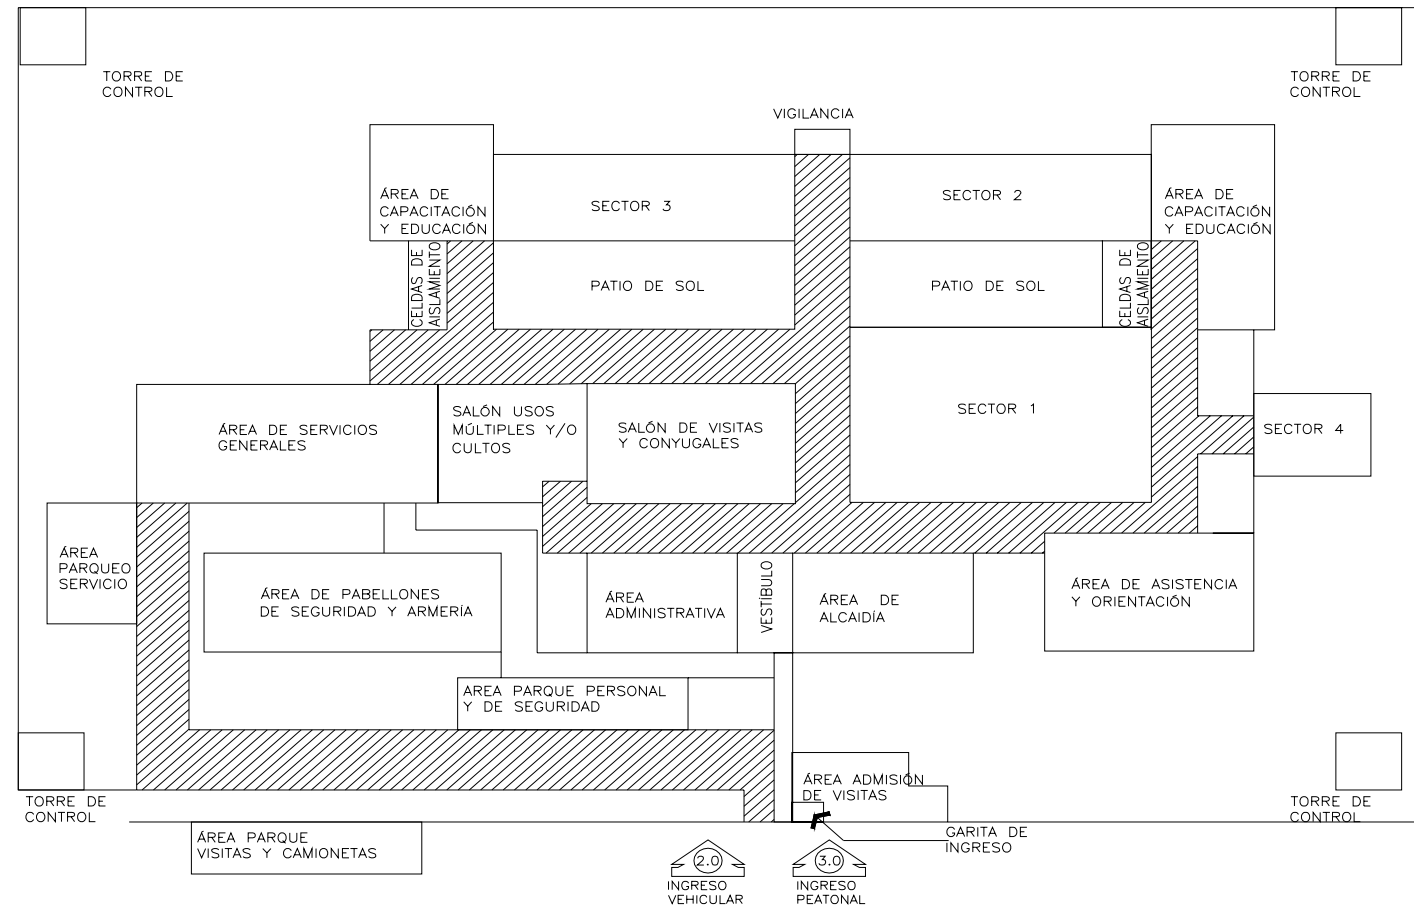 TORRE DE
CONTROL
TORRE DE
CONTROL
VIGILANCIA
ÁREA DE
CAPACITACIÓN
Y EDUCACIÓN
SECTOR 3
SECTOR 2
ÁREA DE
CAPACITACIÓN
Y EDUCACIÓN
CELDAS DE
AISLAMIENTO
PATIO DE SOL
PATIO DE SOL
CELDAS DE
AISLAMIENTO
ÁREA DE SERVICIOS
GENERALES
SALÓN USOS
MÚLTIPLES Y/O
CULTOS
SALÓN DE VISITAS
Y CONYUGALES
SECTOR 1
SECTOR 4
ÁREA
PARQUEO
SERVICIO
ÁREA DE PABELLONES
DE SEGURIDAD Y ARMERÍA
ÁREA
ADMINISTRATIVA
VESTÍBULO
ÁREA DE
ALCAIDÍA
ÁREA DE ASISTENCIA
Y ORIENTACIÓN
AREA PARQUE PERSONAL
Y DE SEGURIDAD
ÁREA ADMISIÓN
DE VISITAS
TORRE DE
CONTROL
TORRE DE
CONTROL
ÁREA PARQUE
VISITAS Y CAMIONETAS
GARITA DE
INGRESO
2.0
INGRESO
VEHICULAR
3.0
INGRESO
PEATONAL